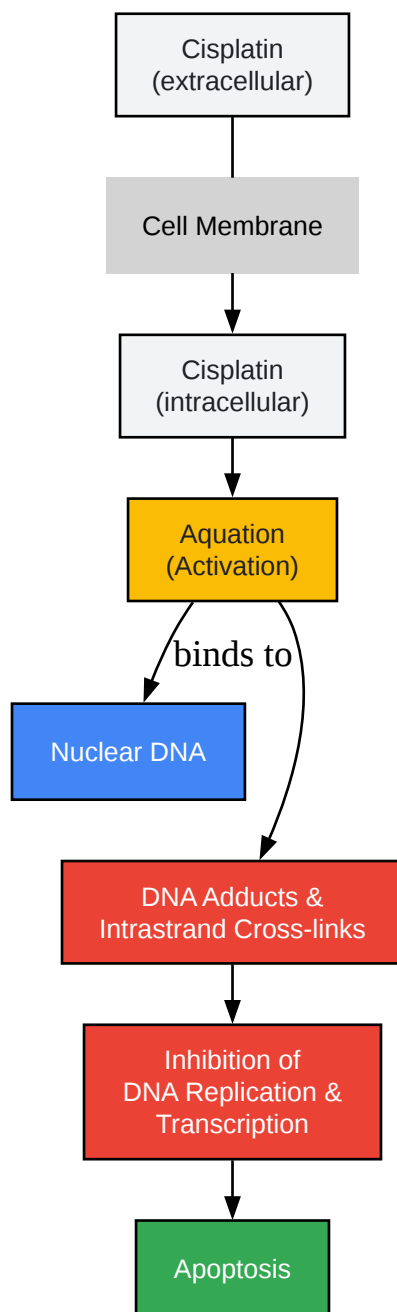 Cisplatin
(extracellular)
Cell Membrane
Cisplatin
(intracellular)
Aquation
(Activation)
binds to
Nuclear DNA
DNA Adducts &
Intrastrand Cross-links
Inhibition of
DNA Replication &
Transcription
Apoptosis